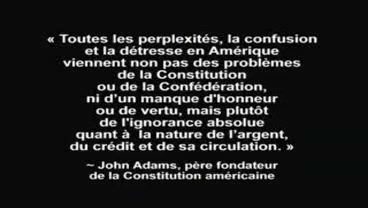 « Toutes les perplexités, la confusion
et la détresse en Amérique
viennent non pas des problèmes
de la Constitution
ou de la Confédération,
ni d'un manque d'honneur
ou de vertu, mais plutôt
de l'ignorance absolue
quant à la nature de l'argent,
du crédit et de sa circulation. »
~ John Adams, père fondateur
de la Constitution américaine